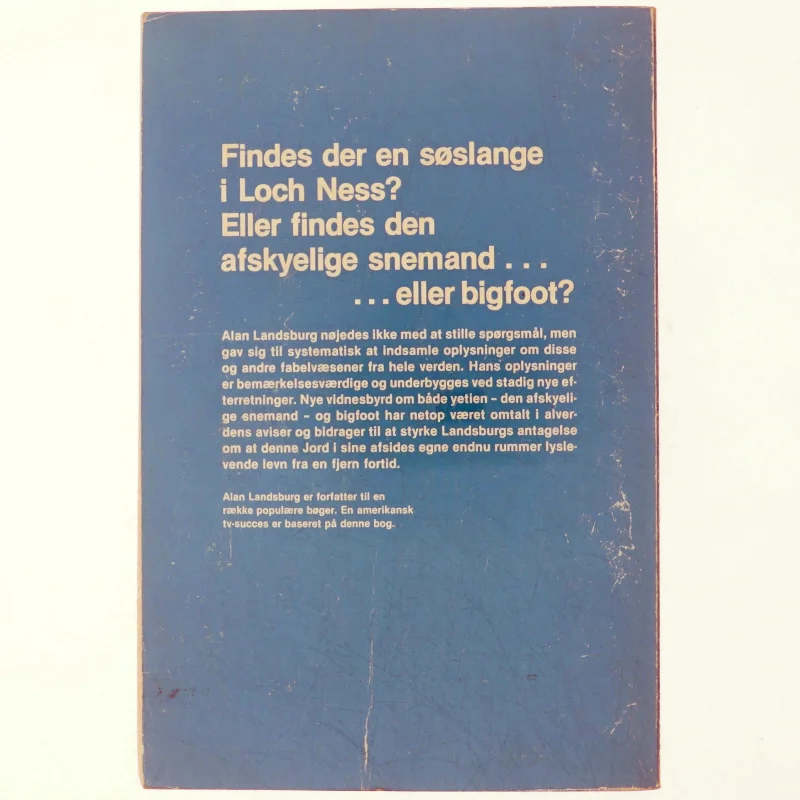 Findes der en søslange
i Loch Ness?
Eller findes den
afskyelige snemand . . .
. . . eller bigfoot?
Alan Landsburg nøjedes ikke med at stille spørgsmål, men
gav sig til systematisk at indsamle oplysninger om disse
og andre fabelvæsener fra hele verden. Hans oplysninger
er bemærkelsesværdige og underbygges ved stadig nye ef-
terretninger. Nye vidnesbyrd om både yetien – den afskyeli-
ge snemand – og bigfoot har netop været omtalt i alver-
dens aviser og bidrager til at styrke Landsburgs antagelse
om at denne Jord i sine afsides egne endnu rummer lysle-
vende levn fra en fjern fortid.
Alan Landsburg er forfatter til en
række populære bøger. En amerikansk
tv-succes er baseret på denne bog.